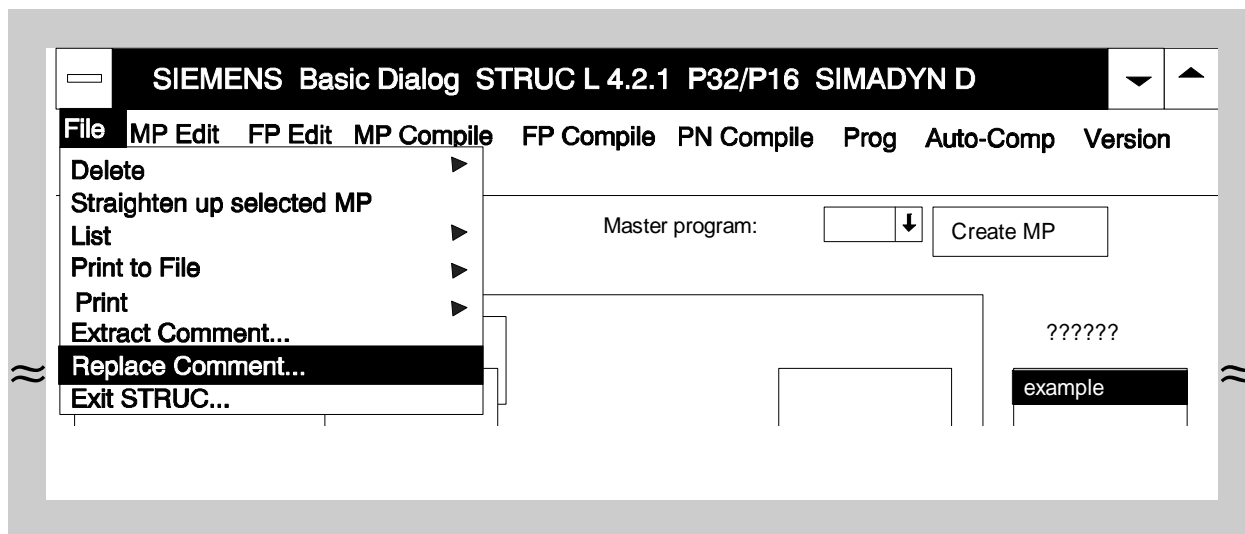 SIEMENS Basic Dialog STRUC L 4.2.1 P32/P16 SIMADYN D
File MP Edit FP Edit MP Compile FP Compile PN Compile Prog Auto-Comp Version
Delete
Straighten up selected MP
List
Print to File
Print
Extract Comment...
Replace Comment...
Exit STRUC...
Master program:
Create MP
??????
example